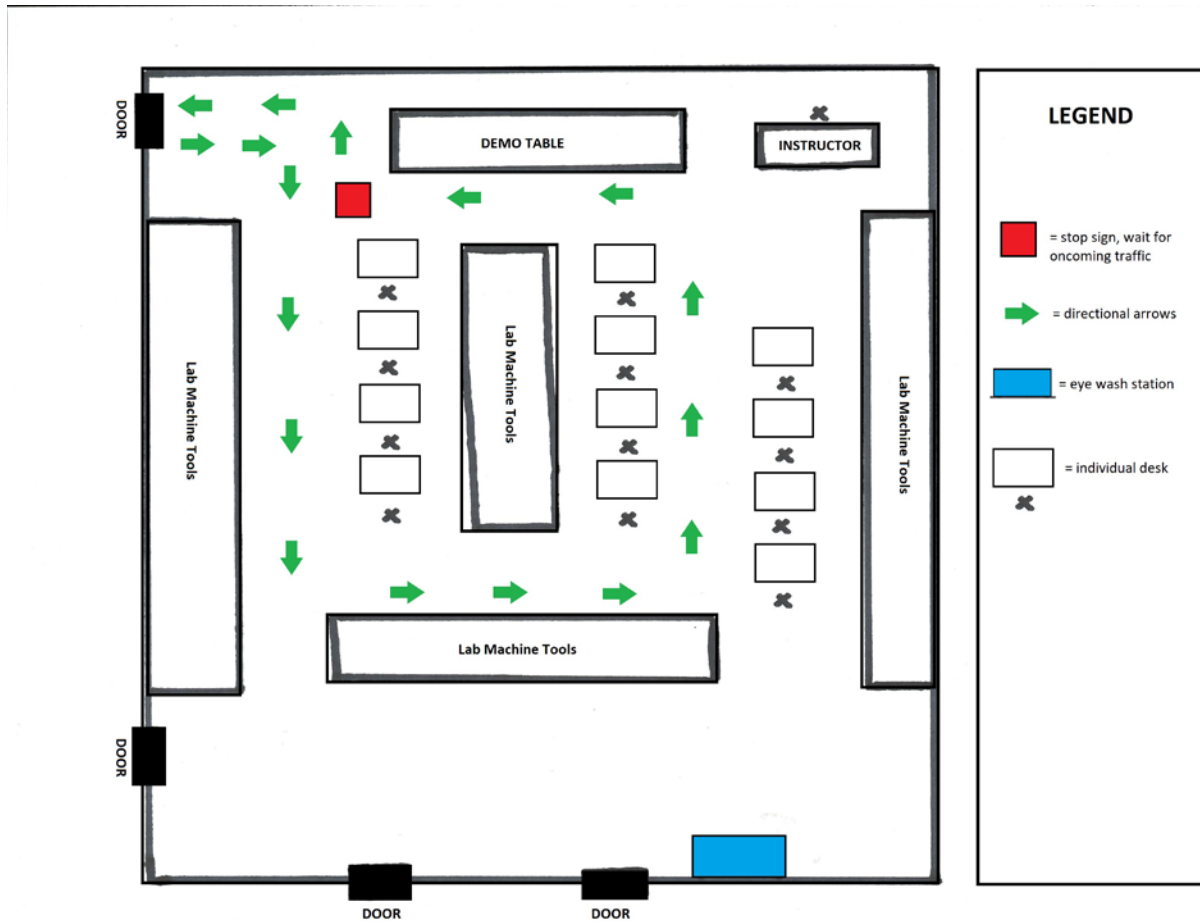 DOOR
DEMO TABLE
INSTRUCTOR
Lab Machine Tools
Lab Machine Tools
Lab Machine Tools
Lab Machine Tools
DOOR
DOOR
DOOR
LEGEND
= stop sign, wait for
oncoming traffic
= directional arrows
= eye wash station
= individual desk